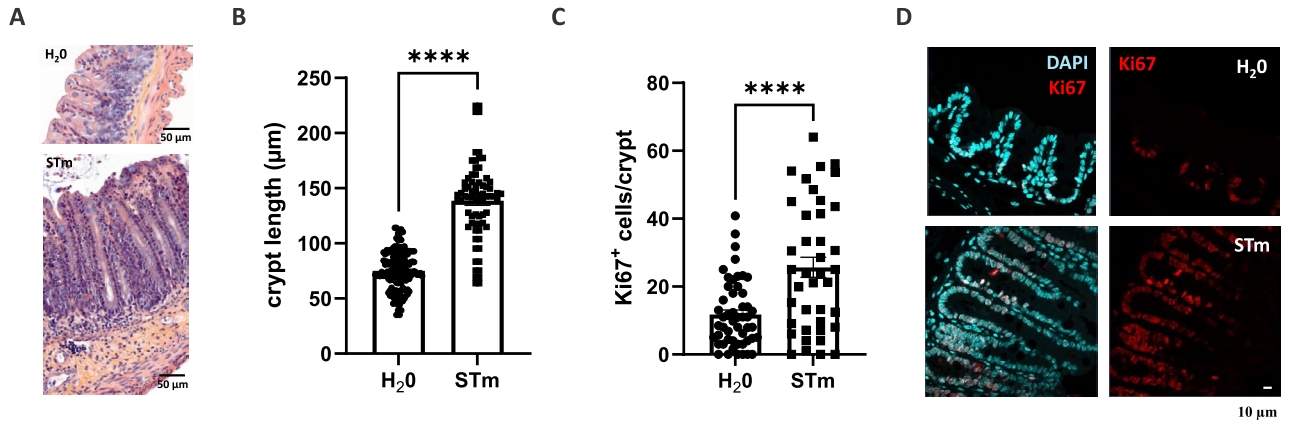 A
H₂0
50 µm
STm
50 µm
B
****
250
200
150
100
50
0
crypt length (µm)
H₂0
STm
C
****
80
60
40
20
0
Ki67⁺ cells/crypt
H₂0
STm
D
DAPI
Ki67
Ki67
H₂0
STm
10 µm